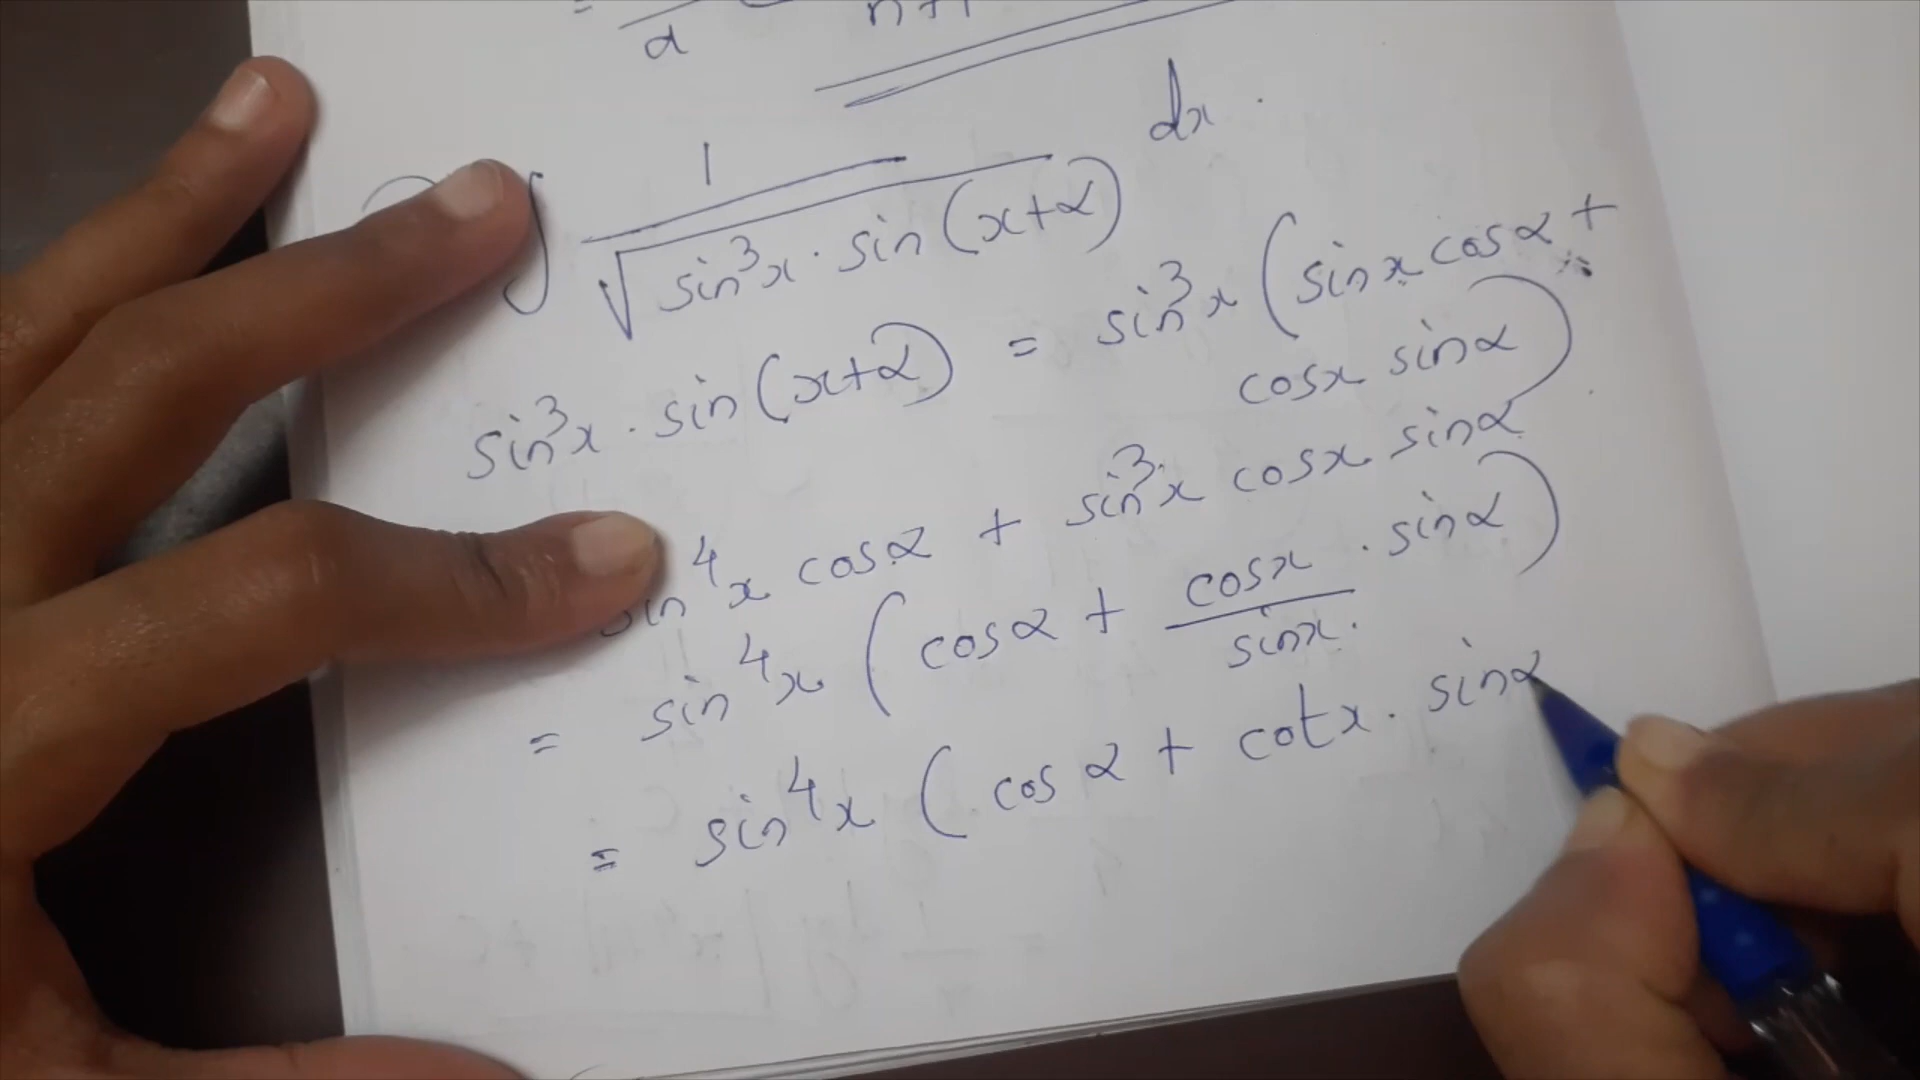 = α n+1
∫ 1/√(sin³x · sin(x+α)) dx.
sin³x · sin(x+α) = sin³x (sinx cosα +
cosx sinα)
sin⁴x cosα + sin³x cosx sinα
= sin⁴x (cosα + cosx/sinx · sinα)
= sin⁴x (cos α + cotx · sinα